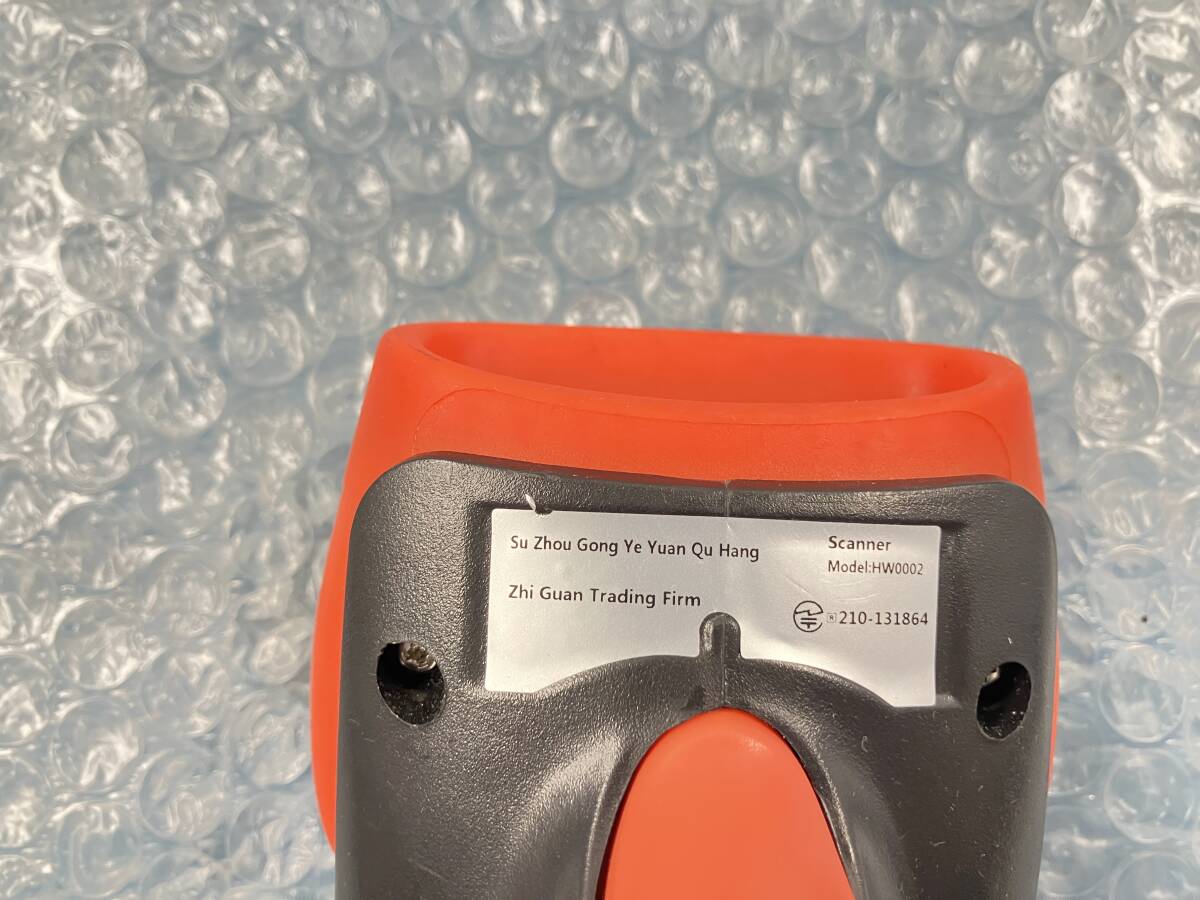 Su Zhou Gong Ye Yuan Qu Hang
Zhi Guan Trading Firm
Scanner
Model:HW0002
R 210-131864